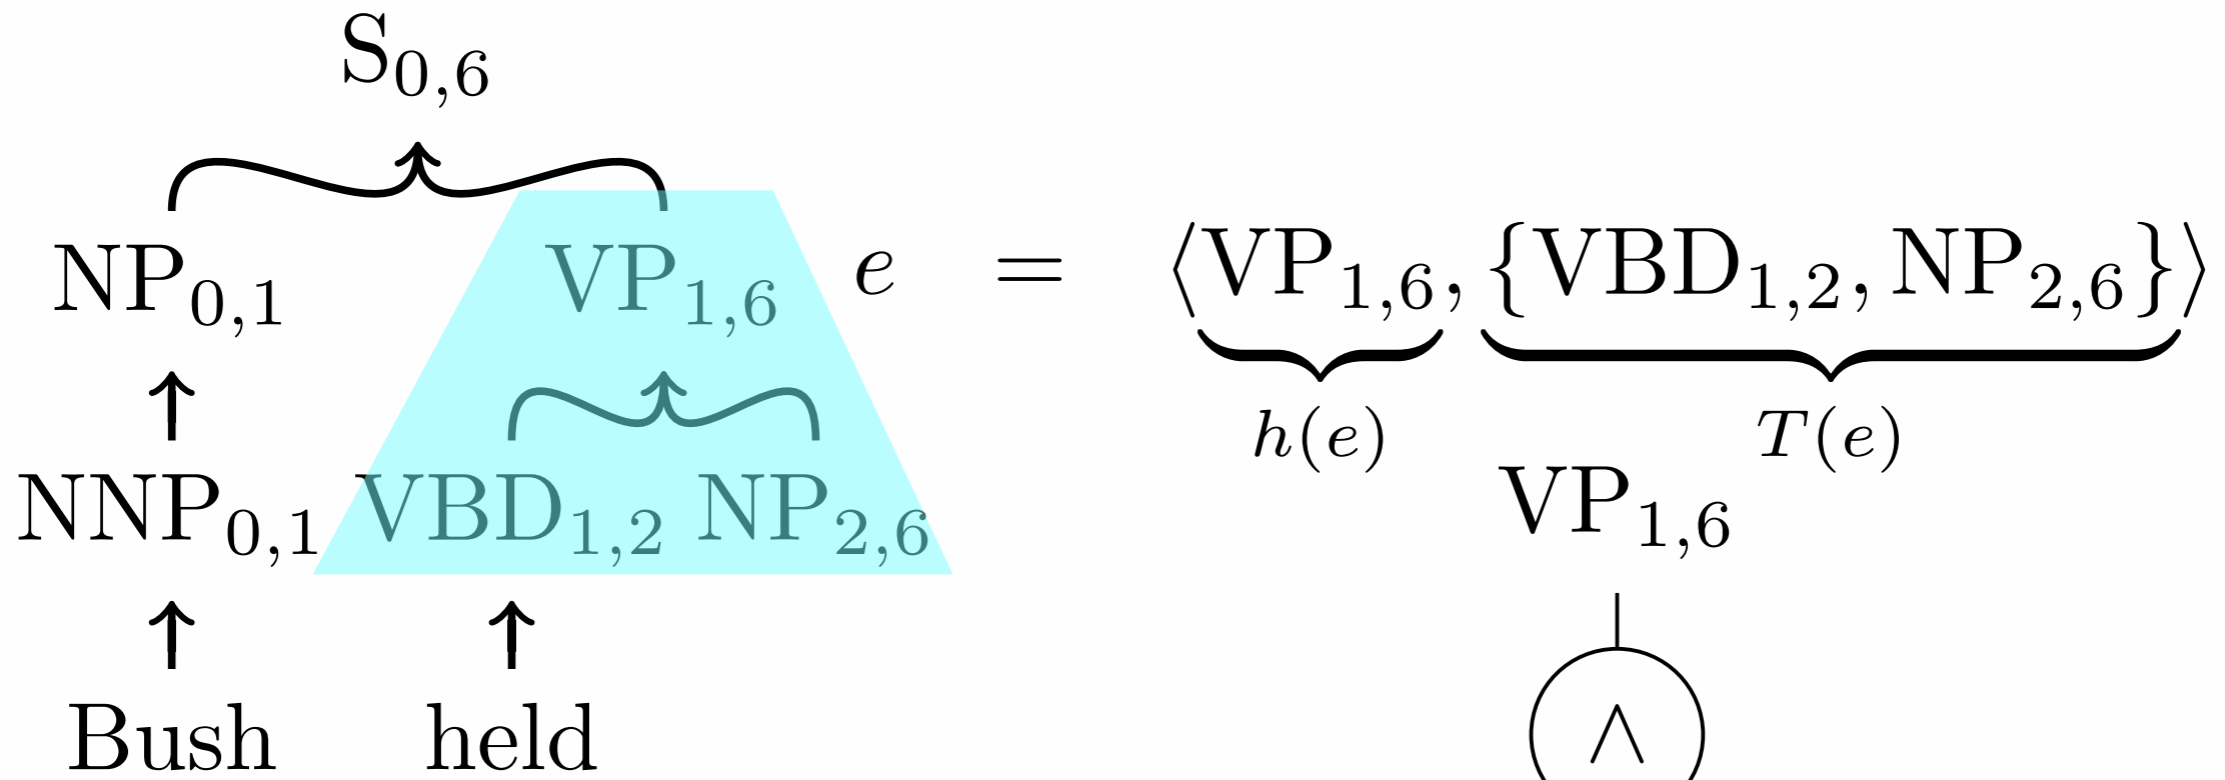 S₀,₆
NP₀,₁ VP₁,₆ e = ⟨VP₁,₆, {VBD₁,₂, NP₂,₆}⟩
h(e) T(e)
NNP₀,₁ VBD₁,₂ NP₂,₆ VP₁,₆
Bush held ∧